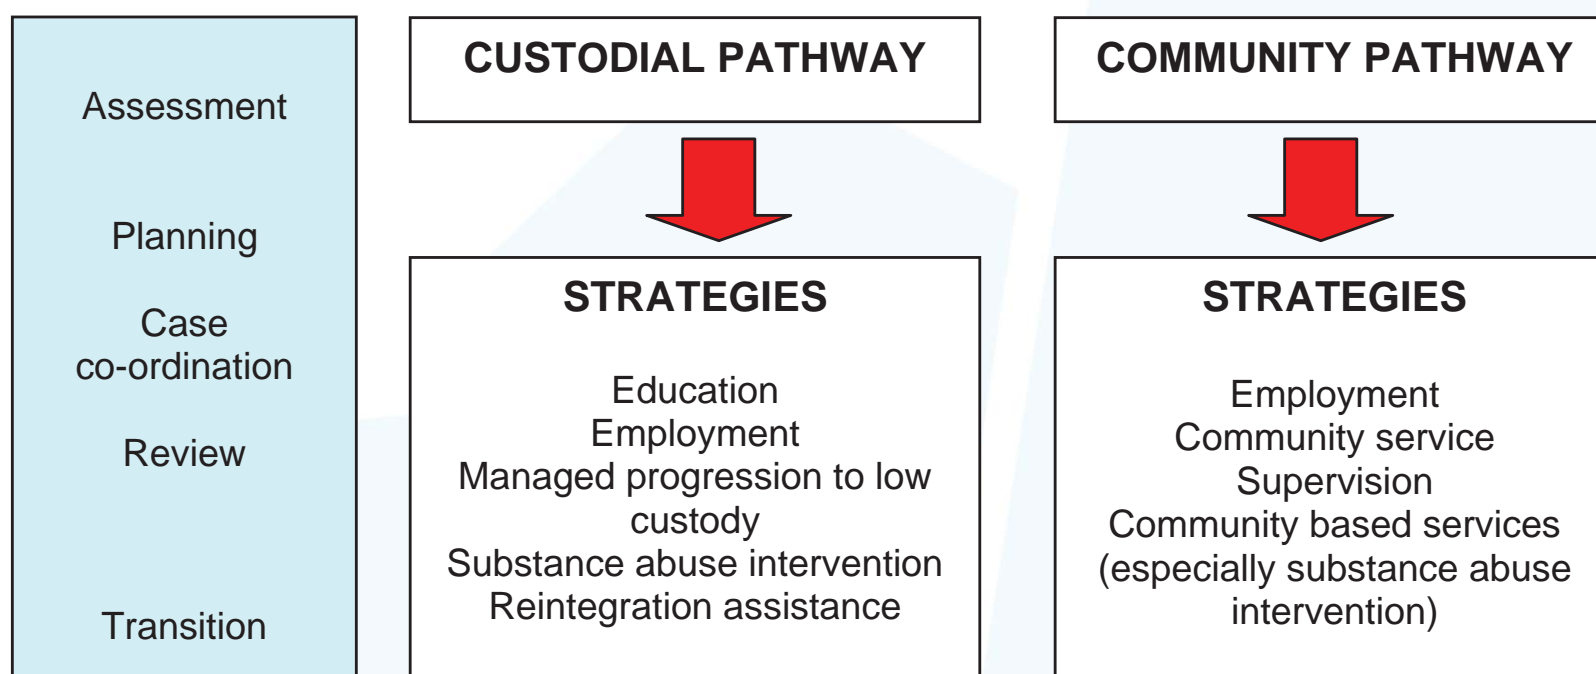 Assessment
Planning
Case
co-ordination
Review
Transition
CUSTODIAL PATHWAY
STRATEGIES
Education
Employment
Managed progression to low
custody
Substance abuse intervention
Reintegration assistance
COMMUNITY PATHWAY
STRATEGIES
Employment
Community service
Supervision
Community based services
(especially substance abuse
intervention)